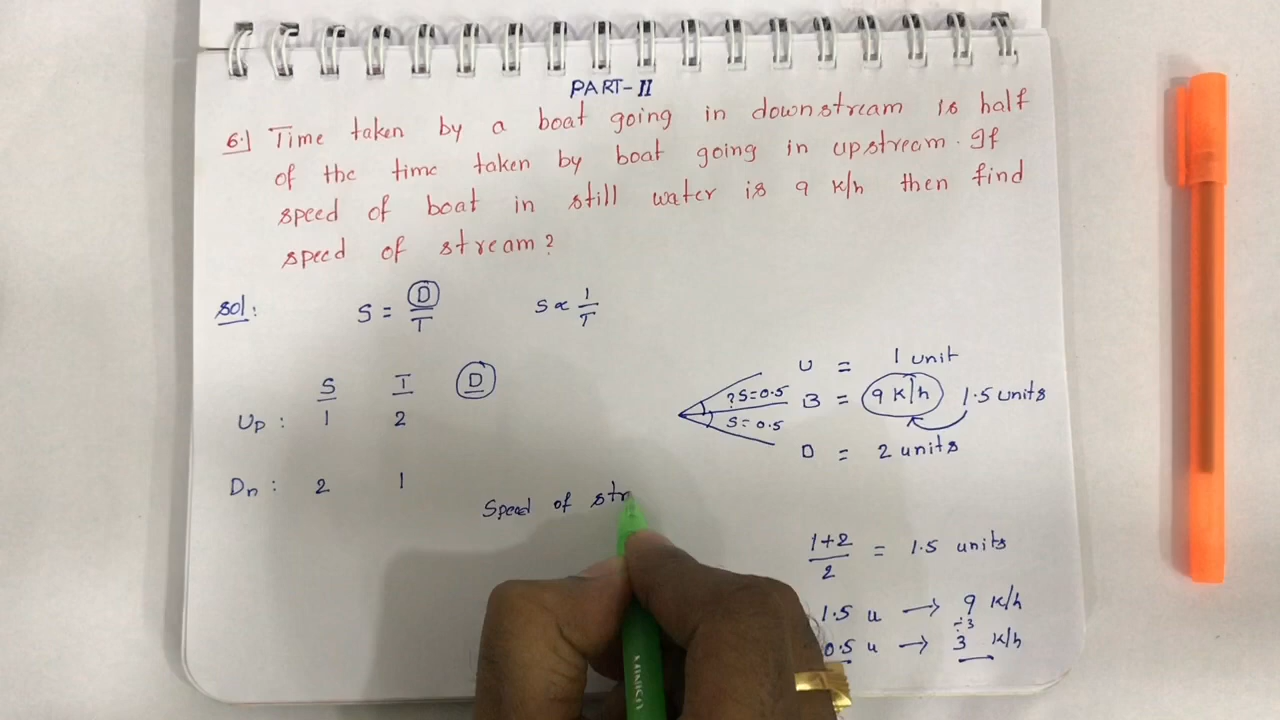 PART-II
6.) Time taken by a boat going in downstream is half
of the time taken by boat going in upstream. If
speed of boat in still water is 9 k/h then find
speed of stream?
sol:
S = D/T
S ∝ 1/T
S T D
Up : 1 2
Dn : 2 1
U = 1 unit
?S=0.5
B = 9 k/h 1.5 units
S=0.5
D = 2 units
Speed of str
1+2/2 = 1.5 units
1.5 u → 9 k/h
÷3
0.5 u → 3 k/h
MINISO